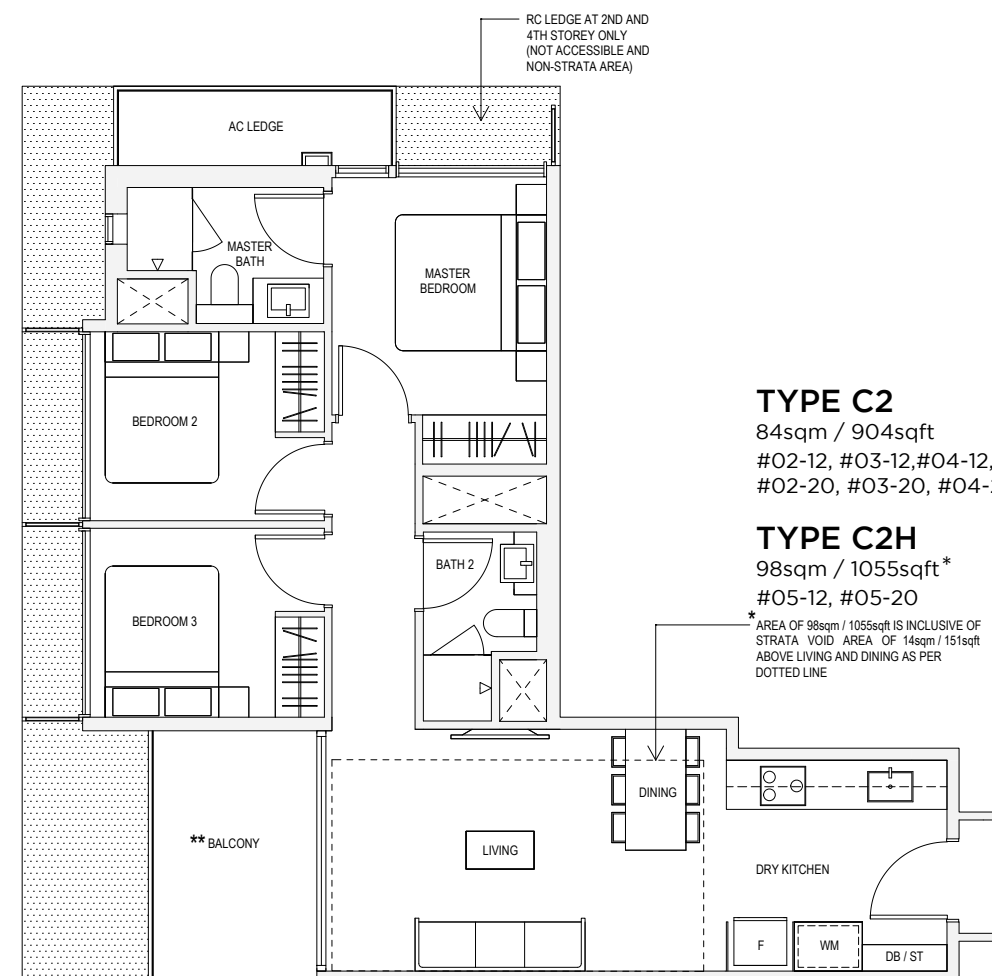 RC LEDGE AT 2ND AND
4TH STOREY ONLY
(NOT ACCESSIBLE AND
NON-STRATA AREA)
AC LEDGE
MASTER
BATH
MASTER
BEDROOM
BEDROOM 2
TYPE C2
84sqm / 904sqft
#02-12, #03-12,#04-12,
#02-20, #03-20, #04-
BATH 2
BEDROOM 3
TYPE C2H
98sqm / 1055sqft*
#05-12, #05-20
*AREA OF 98sqm / 1055sqft IS INCLUSIVE OF
STRATA VOID AREA OF 14sqm / 151sqft
ABOVE LIVING AND DINING AS PER
DOTTED LINE
DINING
** BALCONY
LIVING
DRY KITCHEN
F
WM
DB / ST